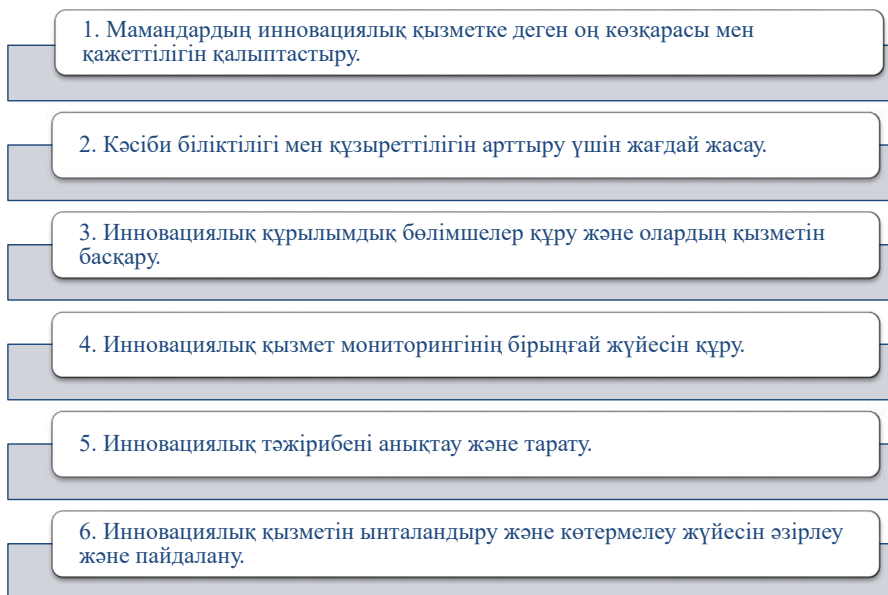 1. Мамандардың инновациялық қызметке деген оң көзқарасы мен
қажеттілігін қалыптастыру.
2. Кәсіби біліктілігі мен құзыреттілігін арттыру үшін жағдай жасау.
3. Инновациялық құрылымдық бөлімшелер құру және олардың қызметін
басқару.
4. Инновациялық қызмет мониторингінің бірыңғай жүйесін құру.
5. Инновациялық тәжірибені анықтау және тарату.
6. Инновациялық қызметін ынталандыру және көтермелеу жүйесін әзірлеу
және пайдалану.